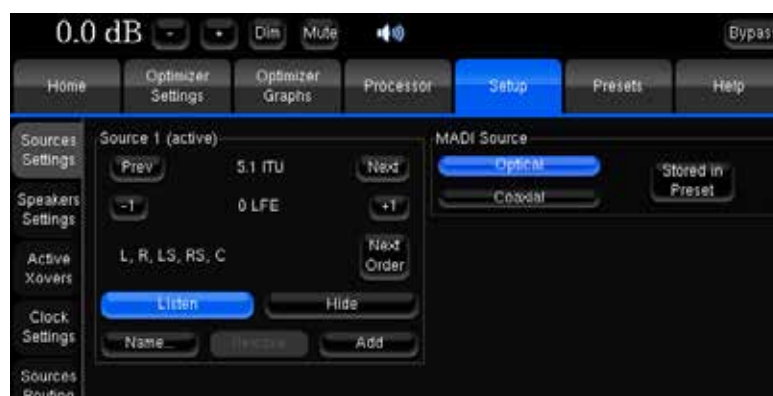 0.0 dB - + Dim Mute Bypas
Home
Optimizer
Settings
Optimizer
Graphs
Processor
Setup
Presets
Help
Sources
Settings
Source 1 (active)
Prev 5.1 ITU Next
-1 0 LFE +1
L, R, LS, RS, C
Next
Order
Listen Hide
Name... Remove Add
MADI Source
Optical
Coaxial
Stored in
Preset
Speakers
Settings
Active
Xovers
Clock
Settings
Sources
Routing